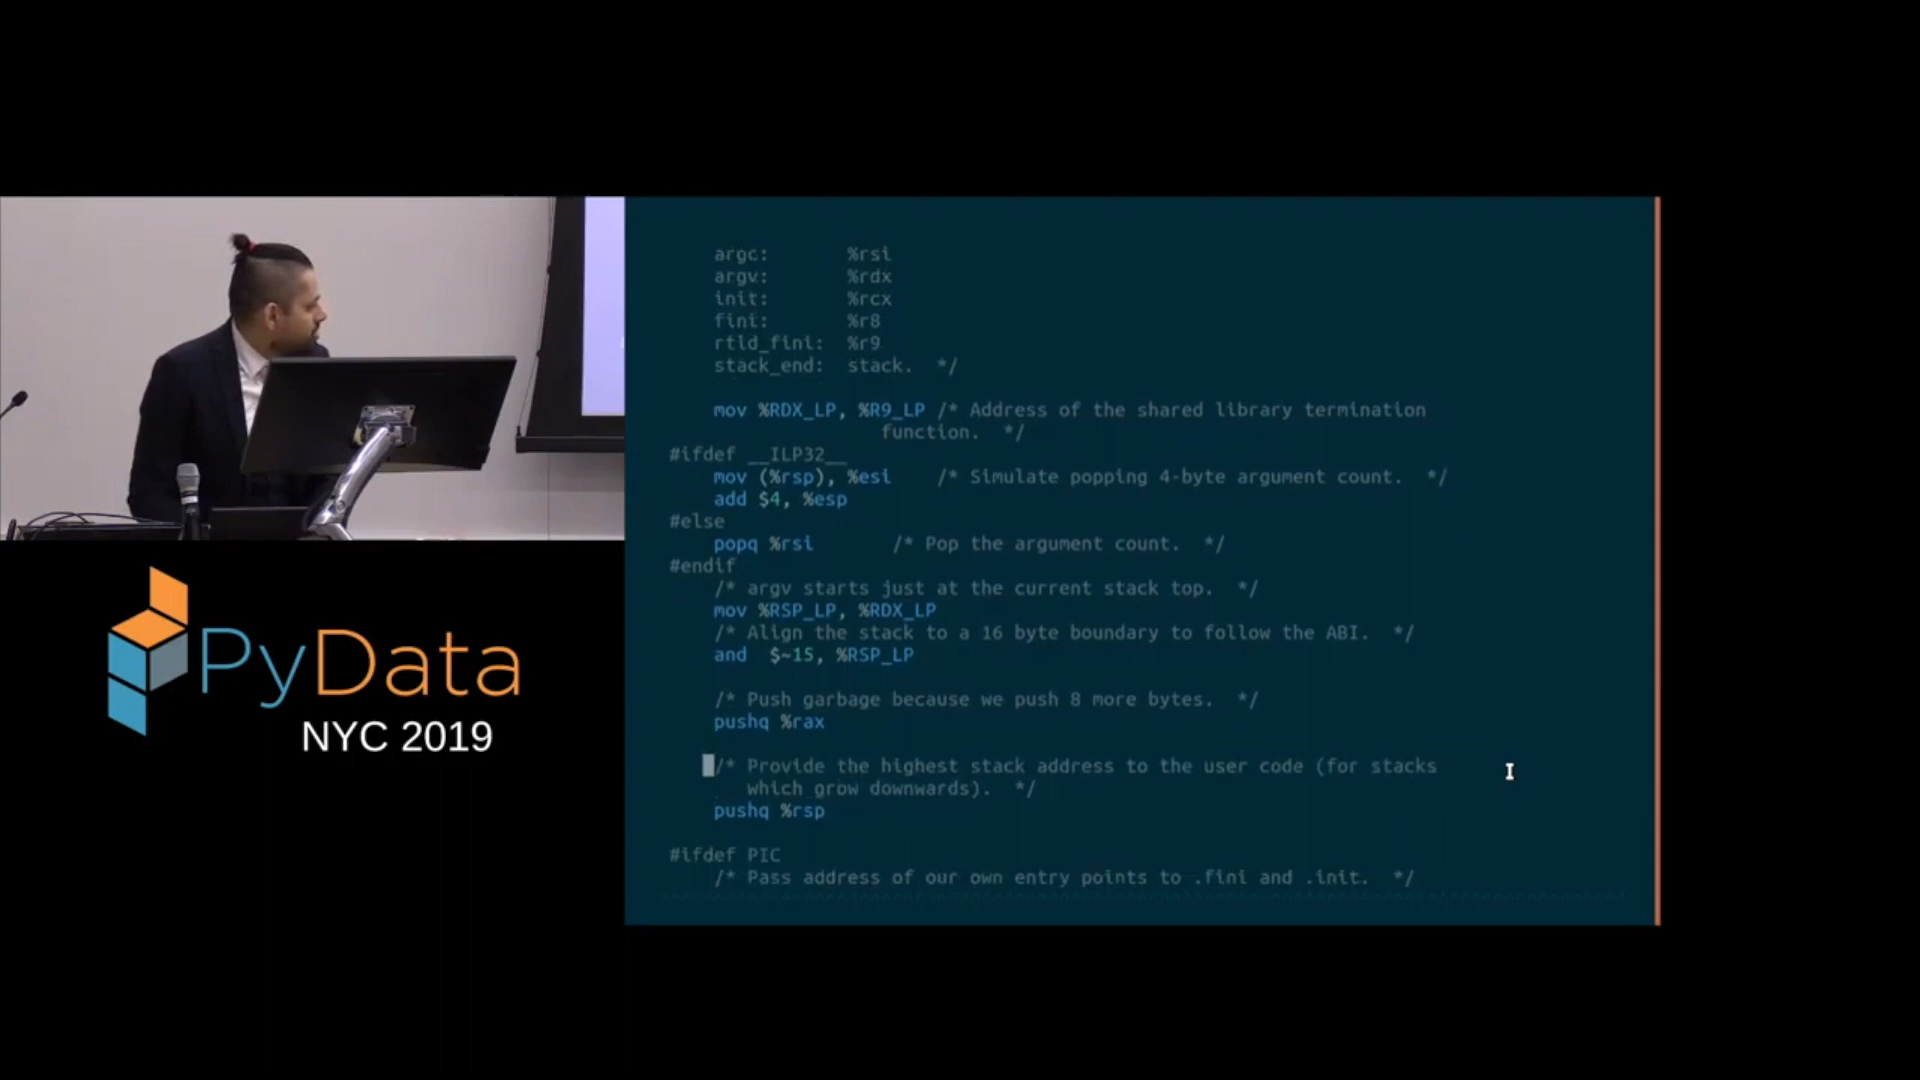 argc: %rsi
argv: %rdx
init: %rcx
fini: %r8
rtld_fini: %r9
stack_end: stack. */
mov %RDX_LP, %R9_LP /* Address of the shared library termination
function. */
#ifdef __ILP32__
mov (%rsp), %esi /* Simulate popping 4-byte argument count. */
add $4, %esp
#else
popq %rsi /* Pop the argument count. */
#endif
/* argv starts just at the current stack top. */
mov %RSP_LP, %RDX_LP
/* Align the stack to a 16 byte boundary to follow the ABI. */
and $~15, %RSP_LP
/* Push garbage because we push 8 more bytes. */
pushq %rax
/* Provide the highest stack address to the user code (for stacks
which grow downwards). */
pushq %rsp
#ifdef PIC
/* Pass address of our own entry points to .fini and .init. */
PyData
NYC 2019